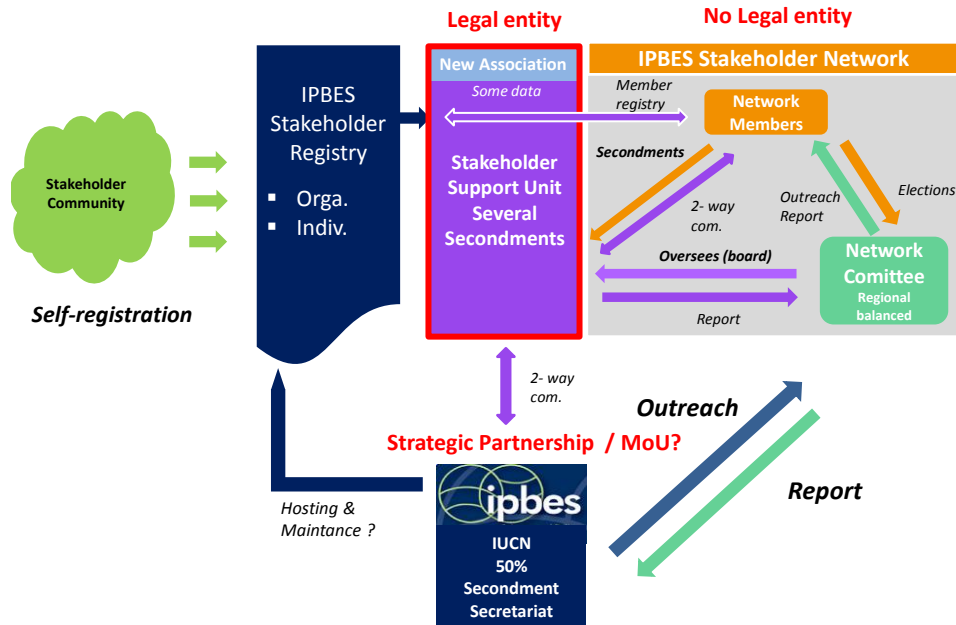 Legal entity
No Legal entity
New Association
IPBES Stakeholder Network
Some data
Member
registry
Network
Members
IPBES
Stakeholder
Registry
▪ Orga.
▪ Indiv.
Stakeholder
Community
Self-registration
Stakeholder
Support Unit
Several
Secondments
Secondments
2- way
com.
Outreach
Report
Elections
Oversees (board)
Report
Network
Comittee
Regional
balanced
2- way
com.
Strategic Partnership / MoU?
Outreach
Report
Hosting &
Maintance ?
ipbes
IUCN
50%
Secondment
Secretariat